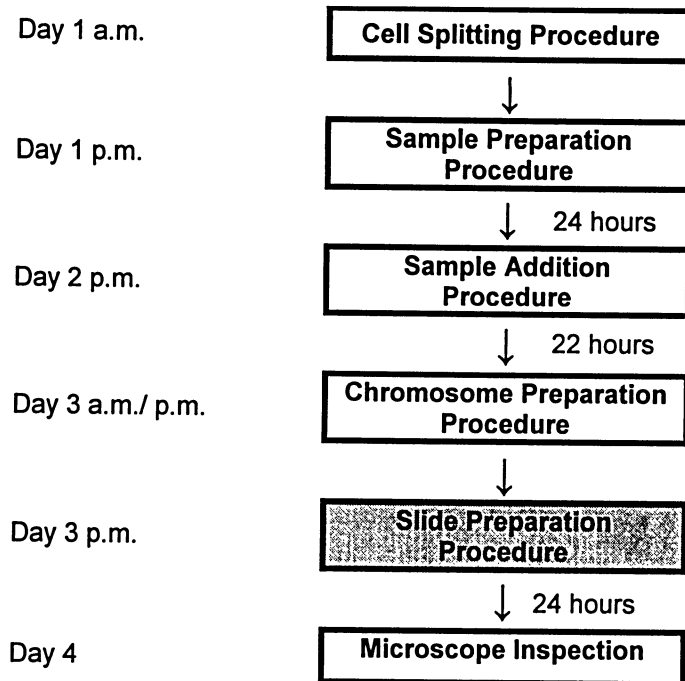 Day 1 a.m.
Cell Splitting Procedure
Day 1 p.m.
Sample Preparation
Procedure
24 hours
Day 2 p.m.
Sample Addition
Procedure
22 hours
Day 3 a.m./ p.m.
Chromosome Preparation
Procedure
Day 3 p.m.
Slide Preparation
Procedure
24 hours
Day 4
Microscope Inspection